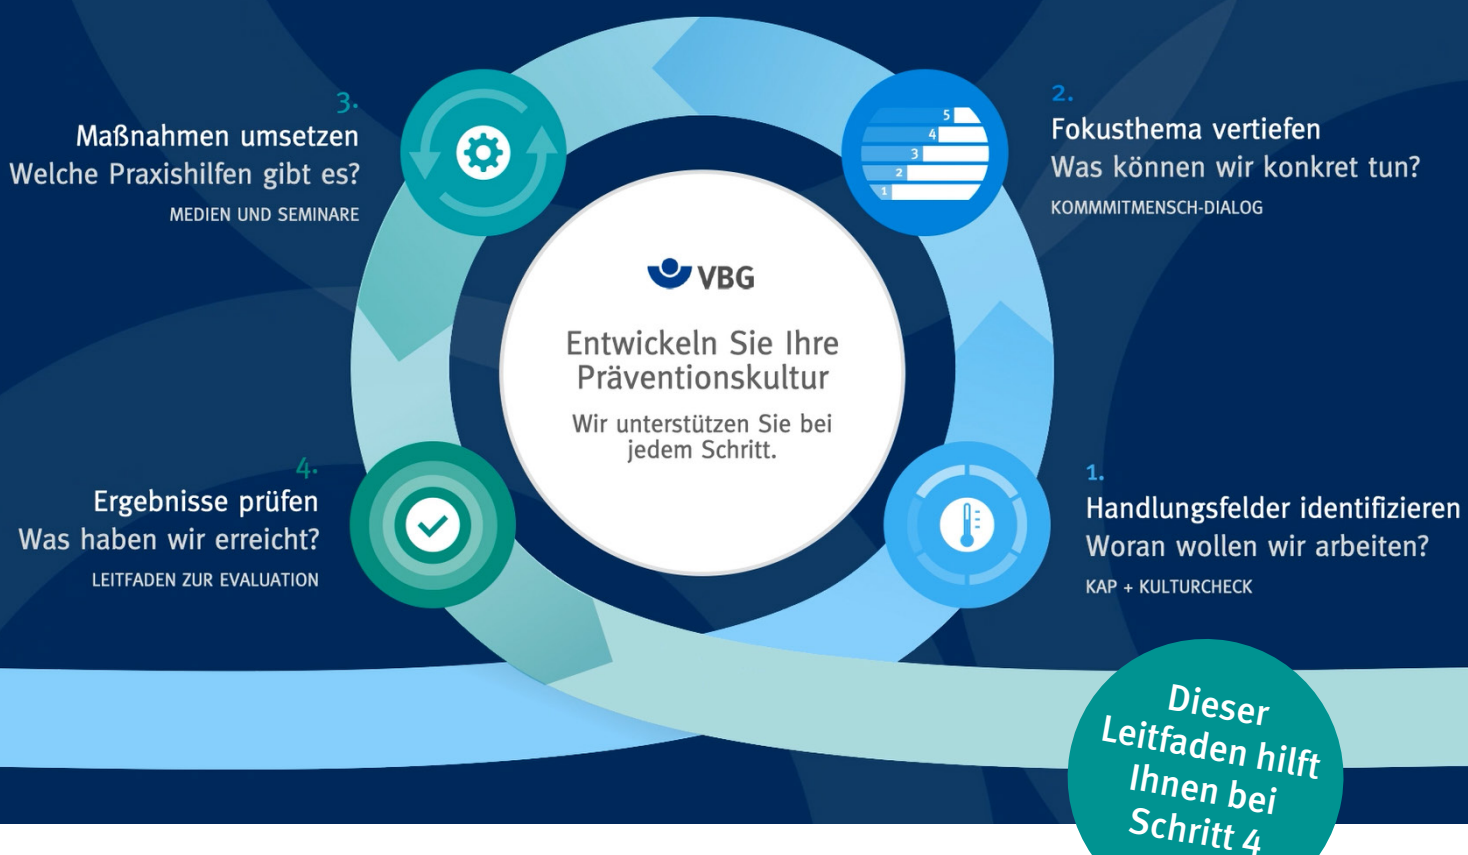 3.
Maßnahmen umsetzen
Welche Praxishilfen gibt es?
MEDIEN UND SEMINARE
5
4
3
2
1
2.
Fokusthema vertiefen
Was können wir konkret tun?
KOMMMITMENSCH-DIALOG
VBG
Entwickeln Sie Ihre
Präventionskultur
Wir unterstützen Sie bei
jedem Schritt.
4.
Ergebnisse prüfen
Was haben wir erreicht?
LEITFADEN ZUR EVALUATION
1.
Handlungsfelder identifizieren
Woran wollen wir arbeiten?
KAP + KULTURCHECK
Dieser
Leitfaden hilft
Ihnen bei
Schritt 4